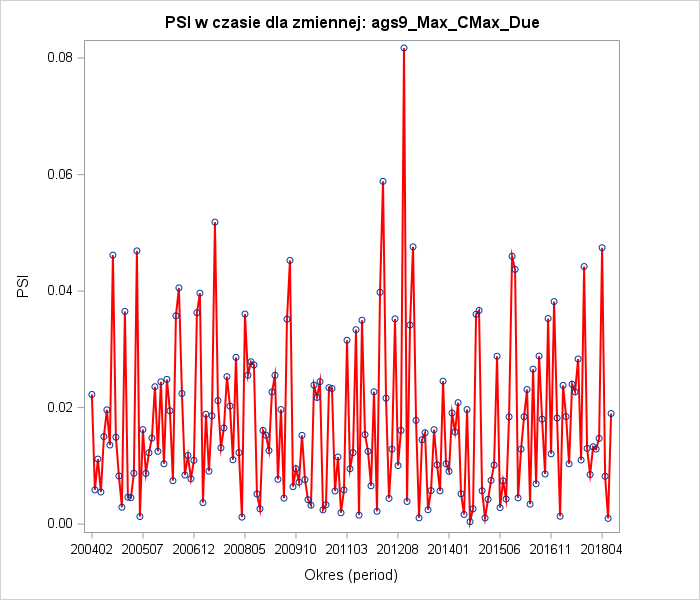 PSI w czasie dla zmiennej: ags9_Max_CMax_Due
PSI
0.08
0.06
0.04
0.02
0.00
200402 200507 200612 200805 200910 201103 201208 201401 201506 201611 201804
Okres (period)